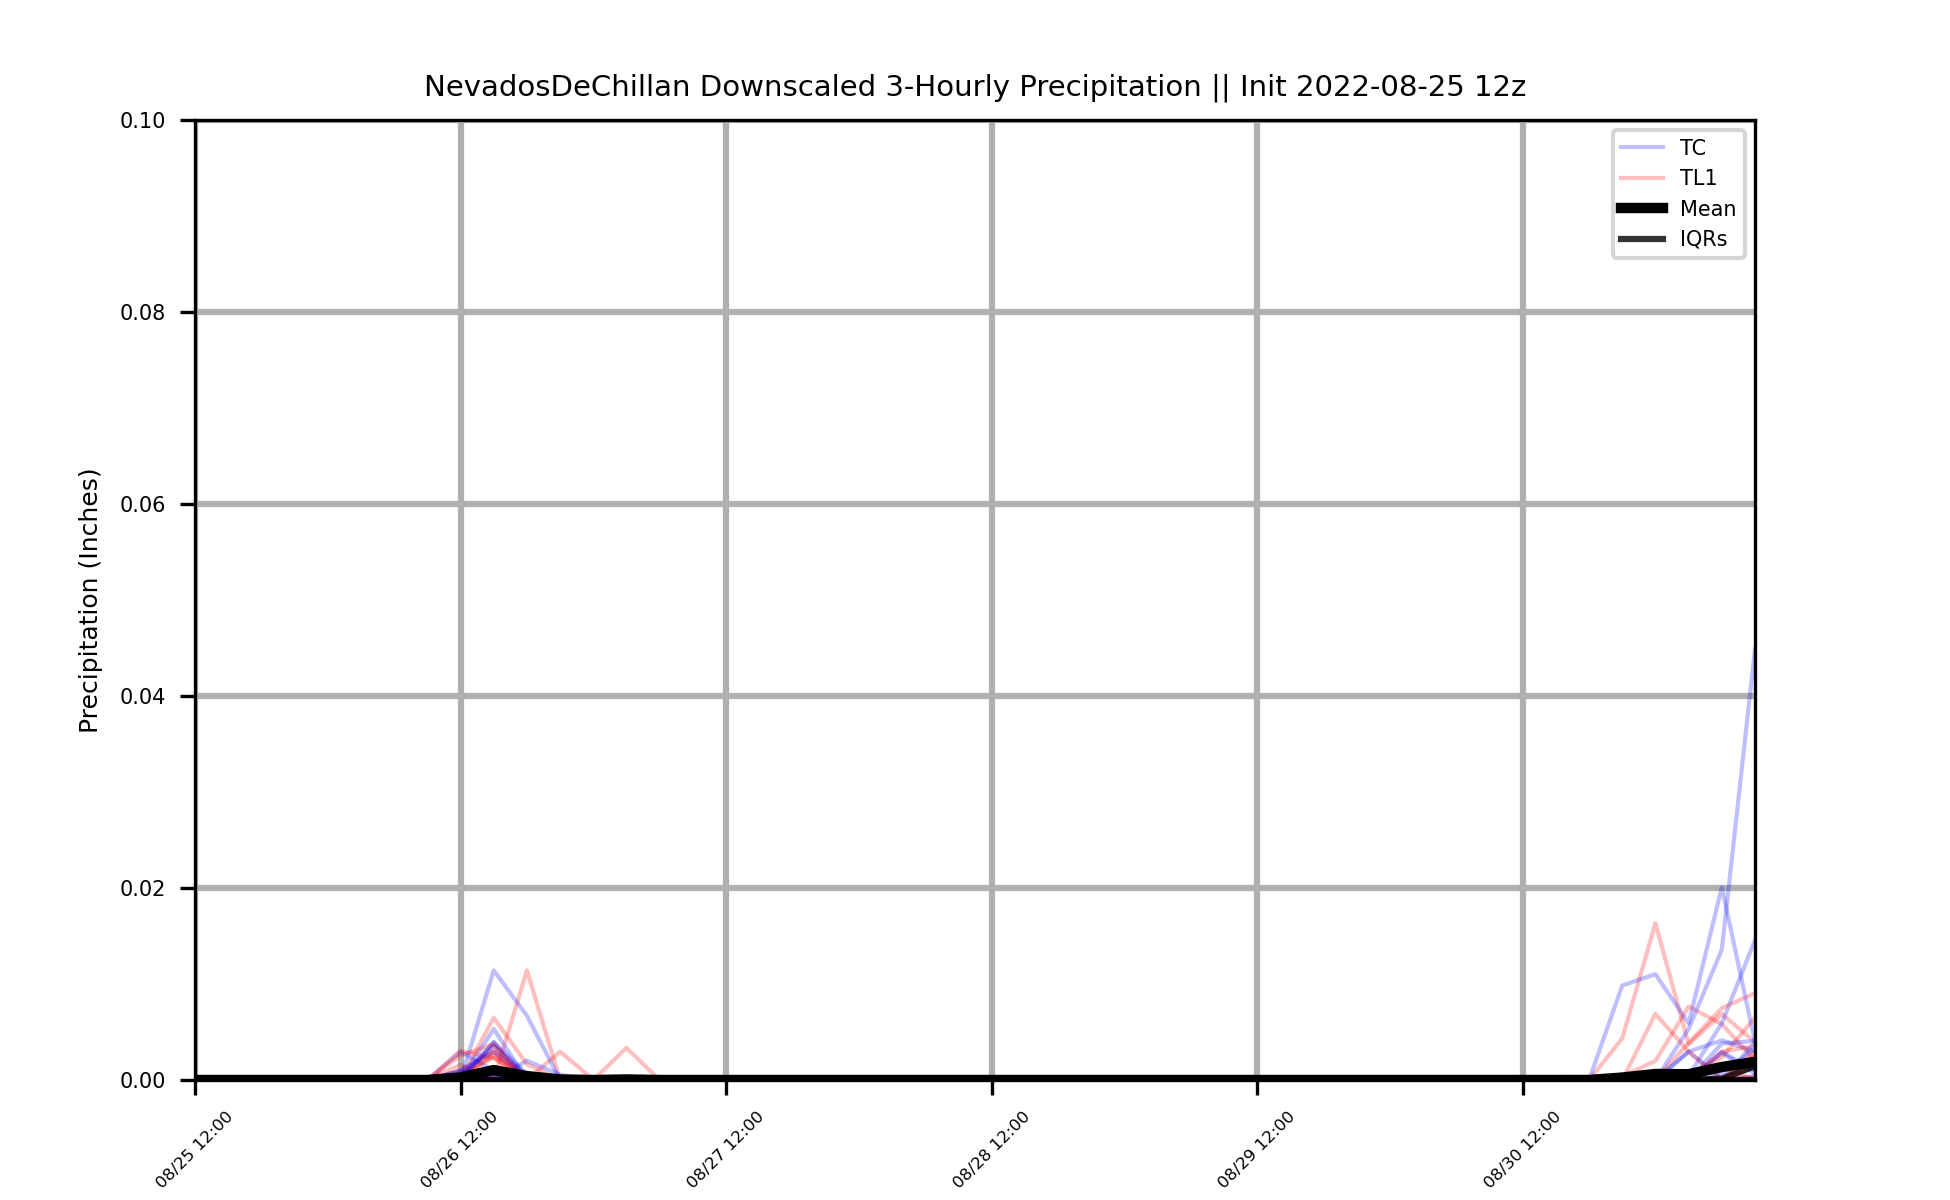 NevadosDeChillan Downscaled 3-Hourly Precipitation || Init 2022-08-25 12z
TC
TL1
Mean
IQRs
Precipitation (Inches)
0.10
0.08
0.06
0.04
0.02
0.00
08/25 12:00
08/26 12:00
08/27 12:00
08/28 12:00
08/29 12:00
08/30 12:00